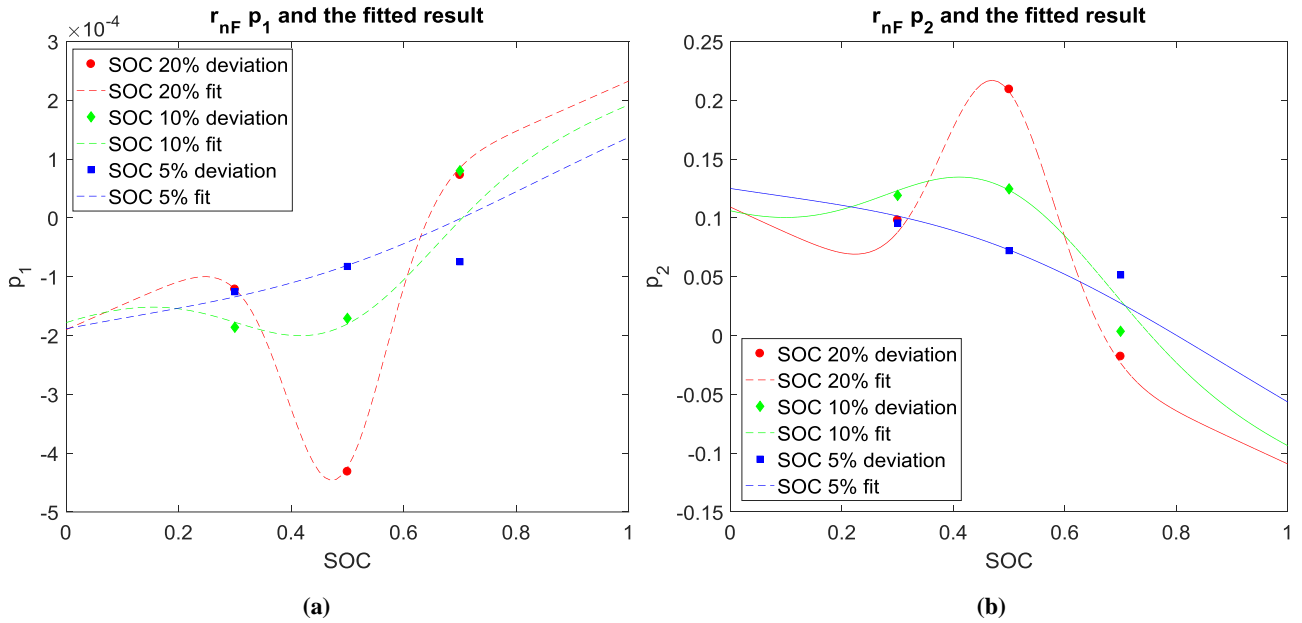 r_nF p_1 and the fitted result
×10^-4
3
2
1
0
-1
-2
-3
-4
-5
p_1
SOC 20% deviation
SOC 20% fit
SOC 10% deviation
SOC 10% fit
SOC 5% deviation
SOC 5% fit
0 0.2 0.4 0.6 0.8 1
SOC
(a)
r_nF p_2 and the fitted result
0.25
0.2
0.15
0.1
0.05
0
-0.05
-0.1
-0.15
p_2
SOC 20% deviation
SOC 20% fit
SOC 10% deviation
SOC 10% fit
SOC 5% deviation
SOC 5% fit
0 0.2 0.4 0.6 0.8 1
SOC
(b)